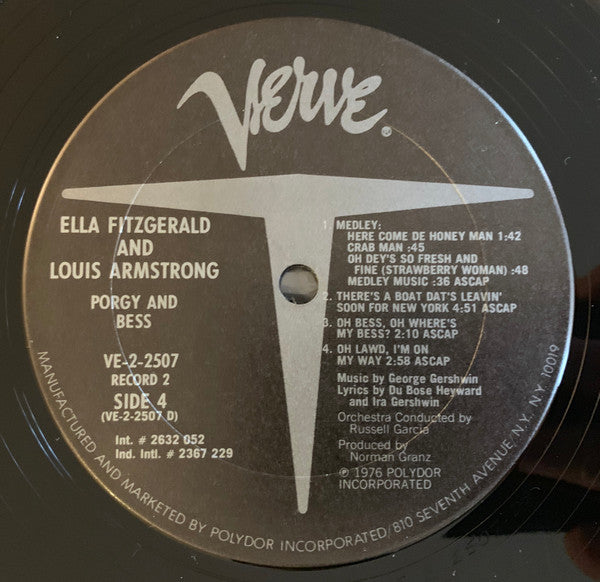 Verve
ELLA FITZGERALD
AND
LOUIS ARMSTRONG
PORGY AND
BESS
VE-2-2507
RECORD 2
SIDE 4
(VE-2-2507 D)
Int. # 2632 052
Ind. Intl. # 2367 229
1. MEDLEY:
HERE COME DE HONEY MAN 1:42
CRAB MAN :45
OH DEY'S SO FRESH AND
FINE (STRAWBERRY WOMAN) :48
MEDLEY MUSIC :36 ASCAP
2. THERE'S A BOAT DAT'S LEAVIN'
SOON FOR NEW YORK 4:51 ASCAP
3. OH BESS, OH WHERE'S
MY BESS? 2:10 ASCAP
4. OH LAWD, I'M ON
MY WAY 2:58 ASCAP
Music by George Gershwin
Lyrics by Du Bose Heyward
and Ira Gershwin
Orchestra Conducted by
Russell Garcia
Produced by
Norman Granz
℗ 1976 POLYDOR
INCORPORATED
MANUFACTURED AND MARKETED BY POLYDOR INCORPORATED/810 SEVENTH AVENUE, N.Y. N.Y. 10019